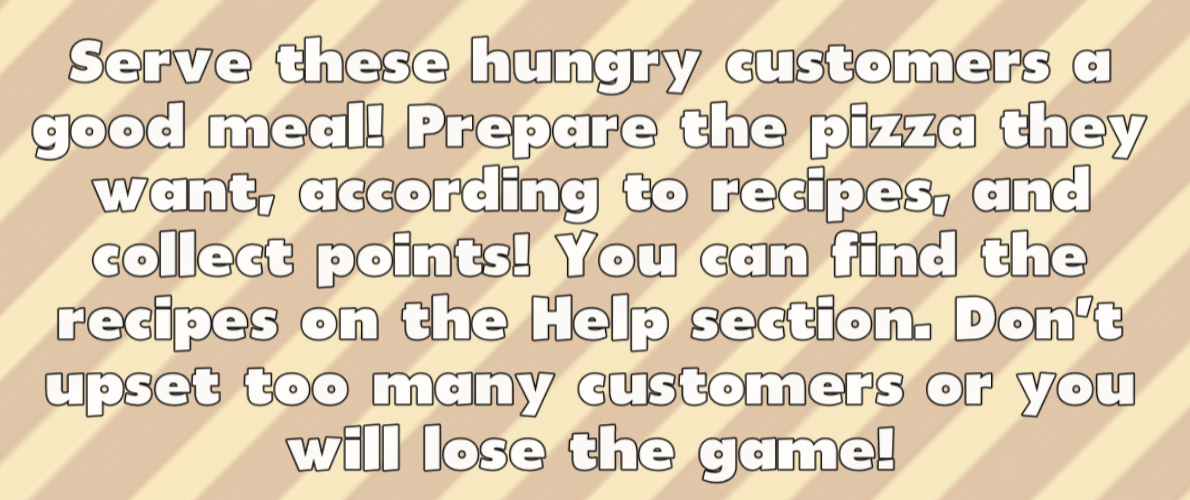 Serve these hungry customers a
good meal! Prepare the pizza they
want, according to recipes, and
collect points! You can find the
recipes on the Help section. Don't
upset too many customers or you
will lose the game!